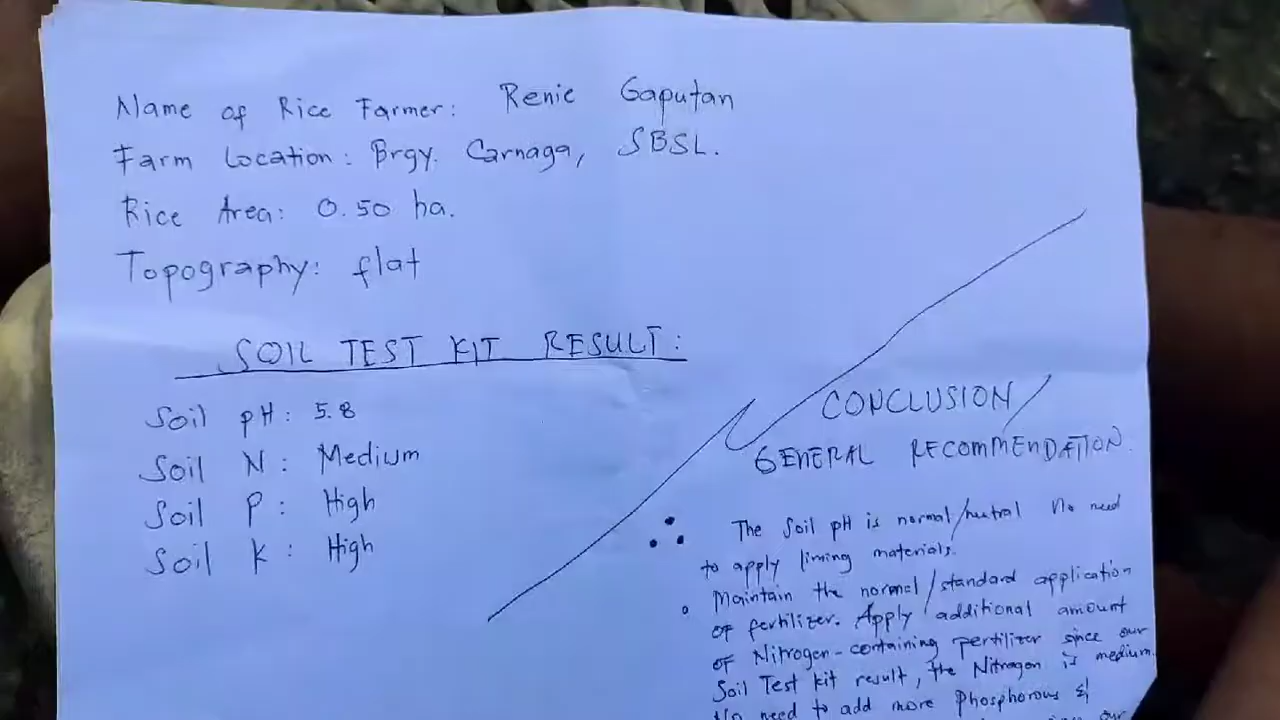 Name of Rice Farmer: Renie Gaputan
Farm Location: Brgy. Carnaga, SBSL.
Rice Area: 0.50 ha.
Topography: flat
SOIL TEST KIT RESULT:
Soil pH: 5.8
Soil N: Medium
Soil P: High
Soil K: High
CONCLUSION/
GENERAL RECOMMENDATION.
The Soil pH is normal/neutral No need
to apply liming materials.
Maintain the normal/standard application
of fertilizer. Apply additional amount
of Nitrogen-containing pertilizer since our
Soil Test kit result, the Nitrogen is medium.
No need to add more Phosphorous &
our